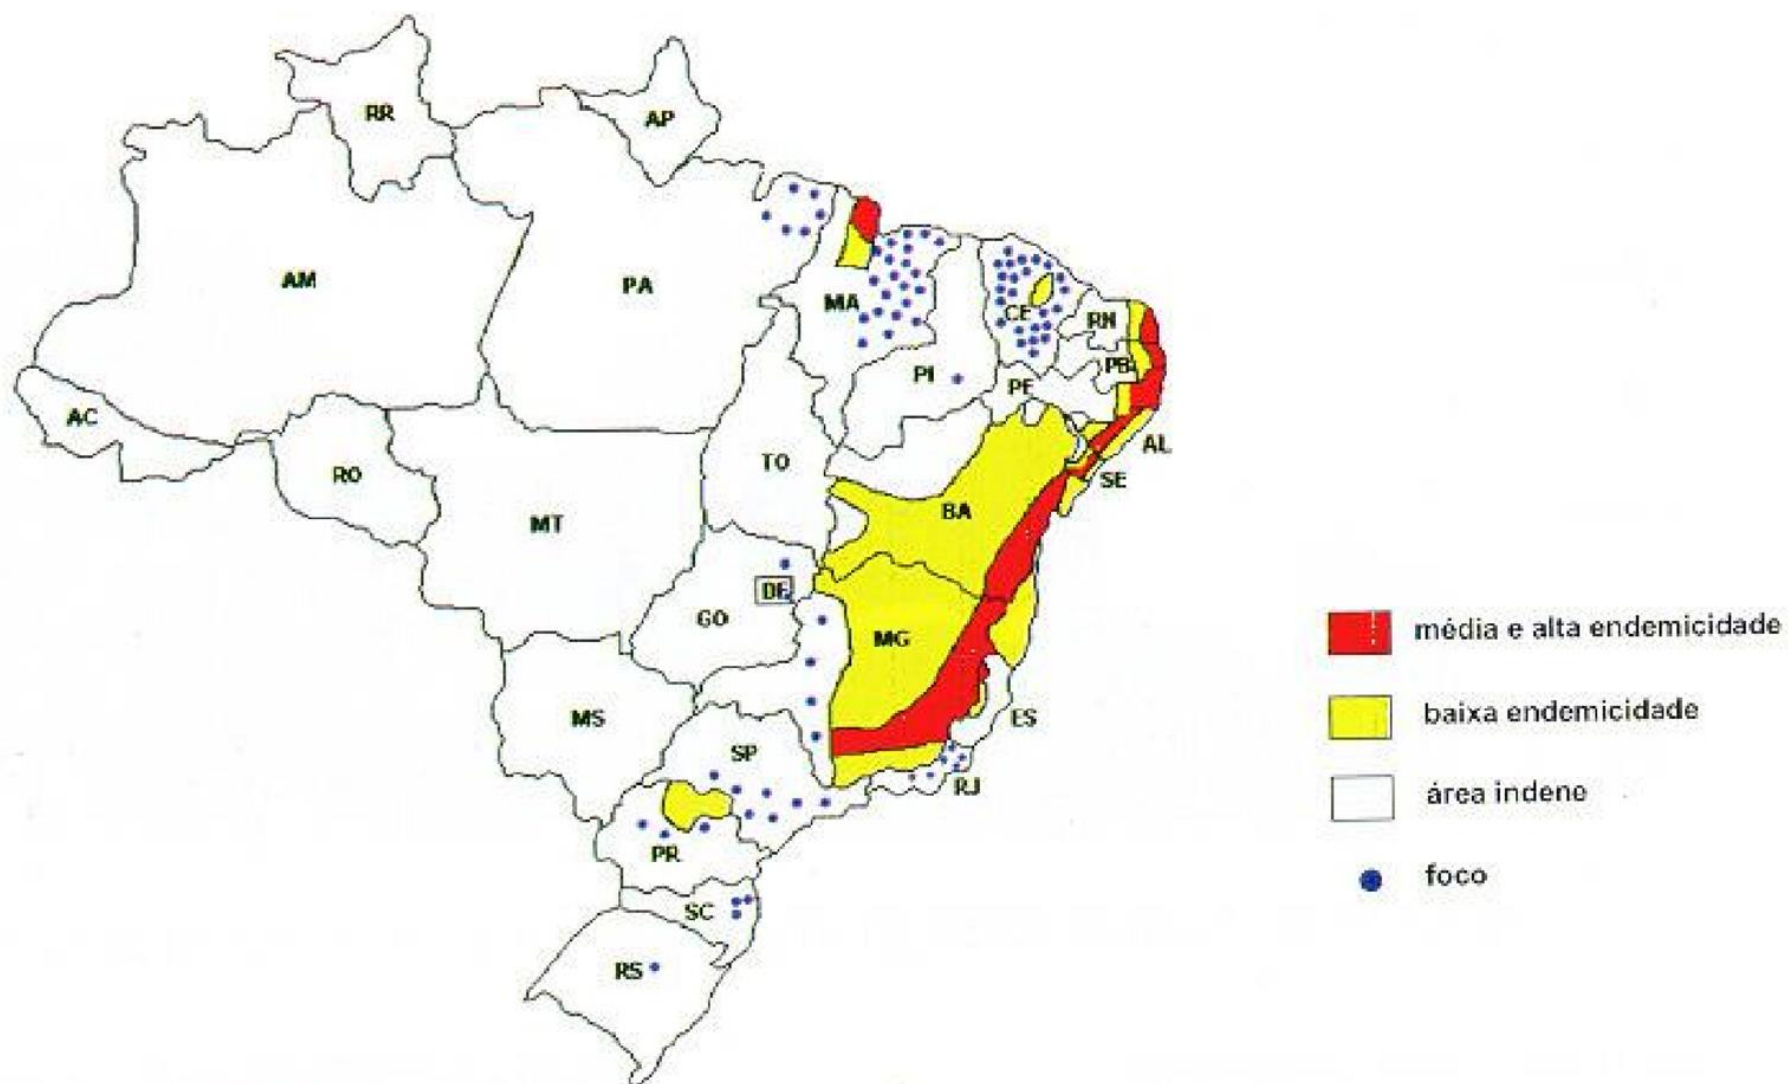 RR
AP
AM
PA
MA
CE
RN
PB
PI
PE
AC
AL
TO
RO
SE
BA
MT
DF
GO
MG
MS
ES
SP
RJ
PR
SC
RS
média e alta endemicidade
baixa endemicidade
área indene
foco